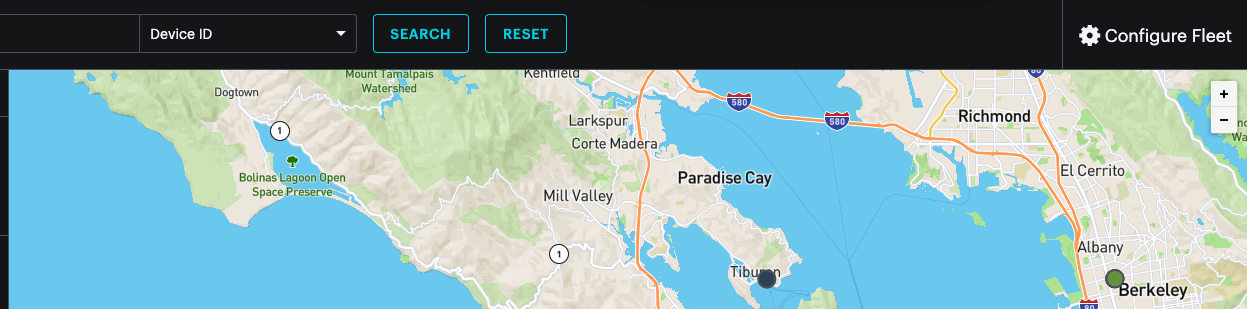 Device ID
SEARCH
RESET
Configure Fleet
Mount Tamalpais
Watershed
Kentfield
Dogtown
580
580
80
+
-
Richmond
Larkspur
1
Corte Madera
Bolinas Lagoon Open
Space Preserve
Paradise Cay
El Cerrito
Mill Valley
1
Albany
Tiburon
Berkeley
80